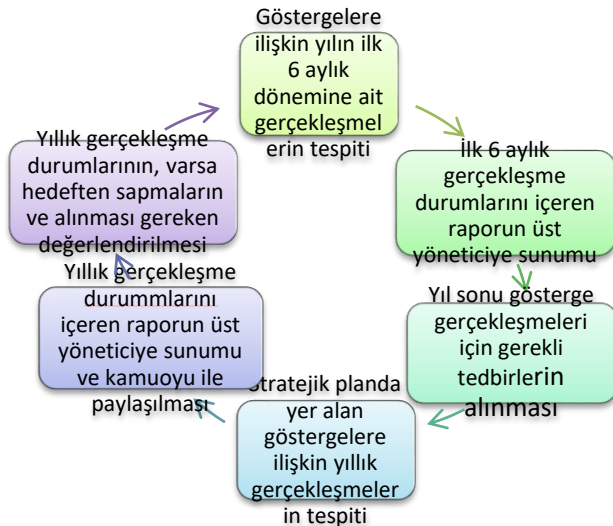 Göstergelere
ilişkin yılın ilk
6 aylık
dönemine ait
gerçekleşmel
erin tespiti
İlk 6 aylık
gerçekleşme
durumlarını içeren
raporun üst
yöneticiye sunumu
Yıl sonu gösterge
gerçekleşmeleri
için gerekli
tedbirlerin
alınması
stratejik planda
yer alan
göstergelere
ilişkin yıllık
gerçekleşmeler
in tespiti
Yıllık gerçekleşme
durummlarını
içeren raporun üst
yöneticiye sunumu
ve kamuoyu ile
paylaşılması
Yıllık gerçekleşme
durumlarının, varsa
hedeften sapmaların
ve alınması gereken
değerlendirilmesi